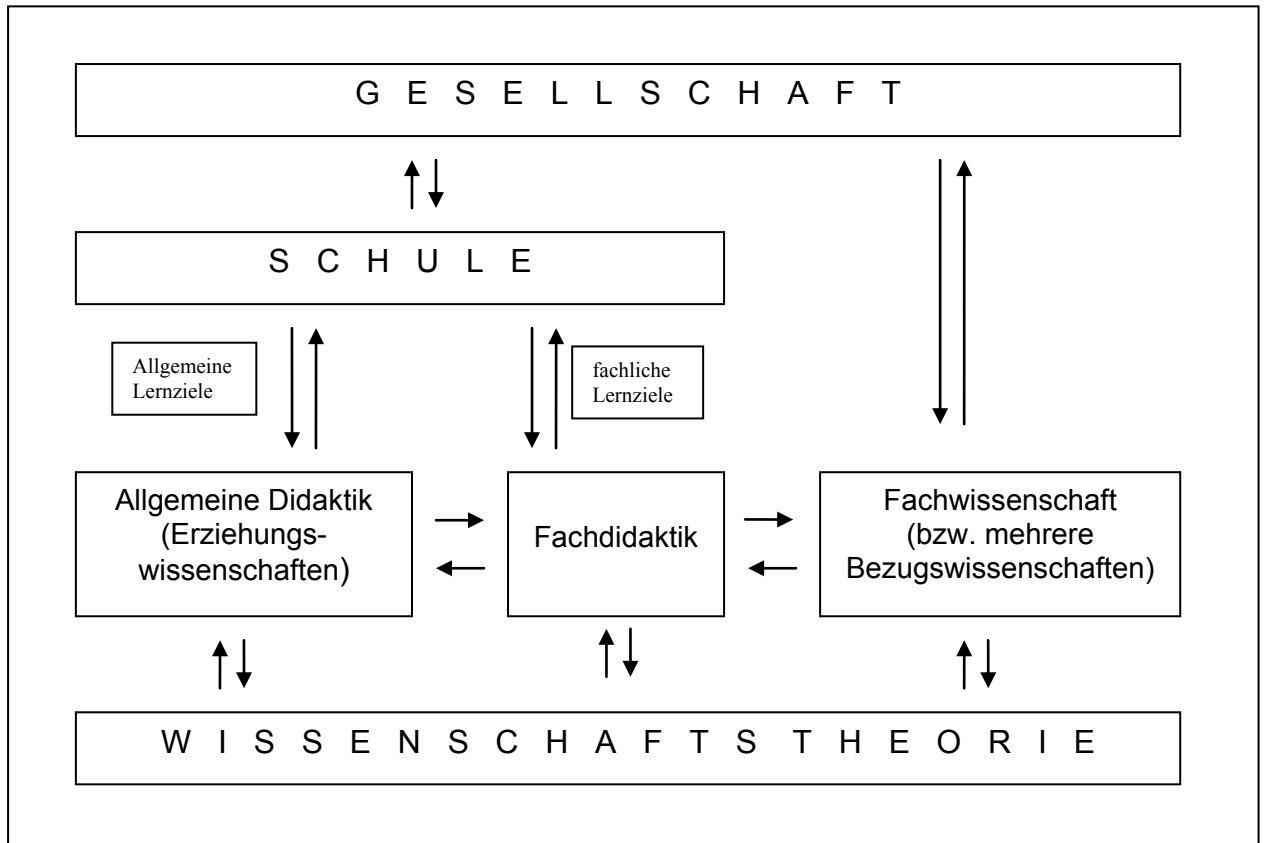 G E S E L L S C H A F T
S C H U L E
Allgemeine
Lernziele
fachliche
Lernziele
Allgemeine Didaktik
(Erziehungs-
wissenschaften)
Fachdidaktik
Fachwissenschaft
(bzw. mehrere
Bezugswissenschaften)
W I S S E N S C H A F T S T H E O R I E